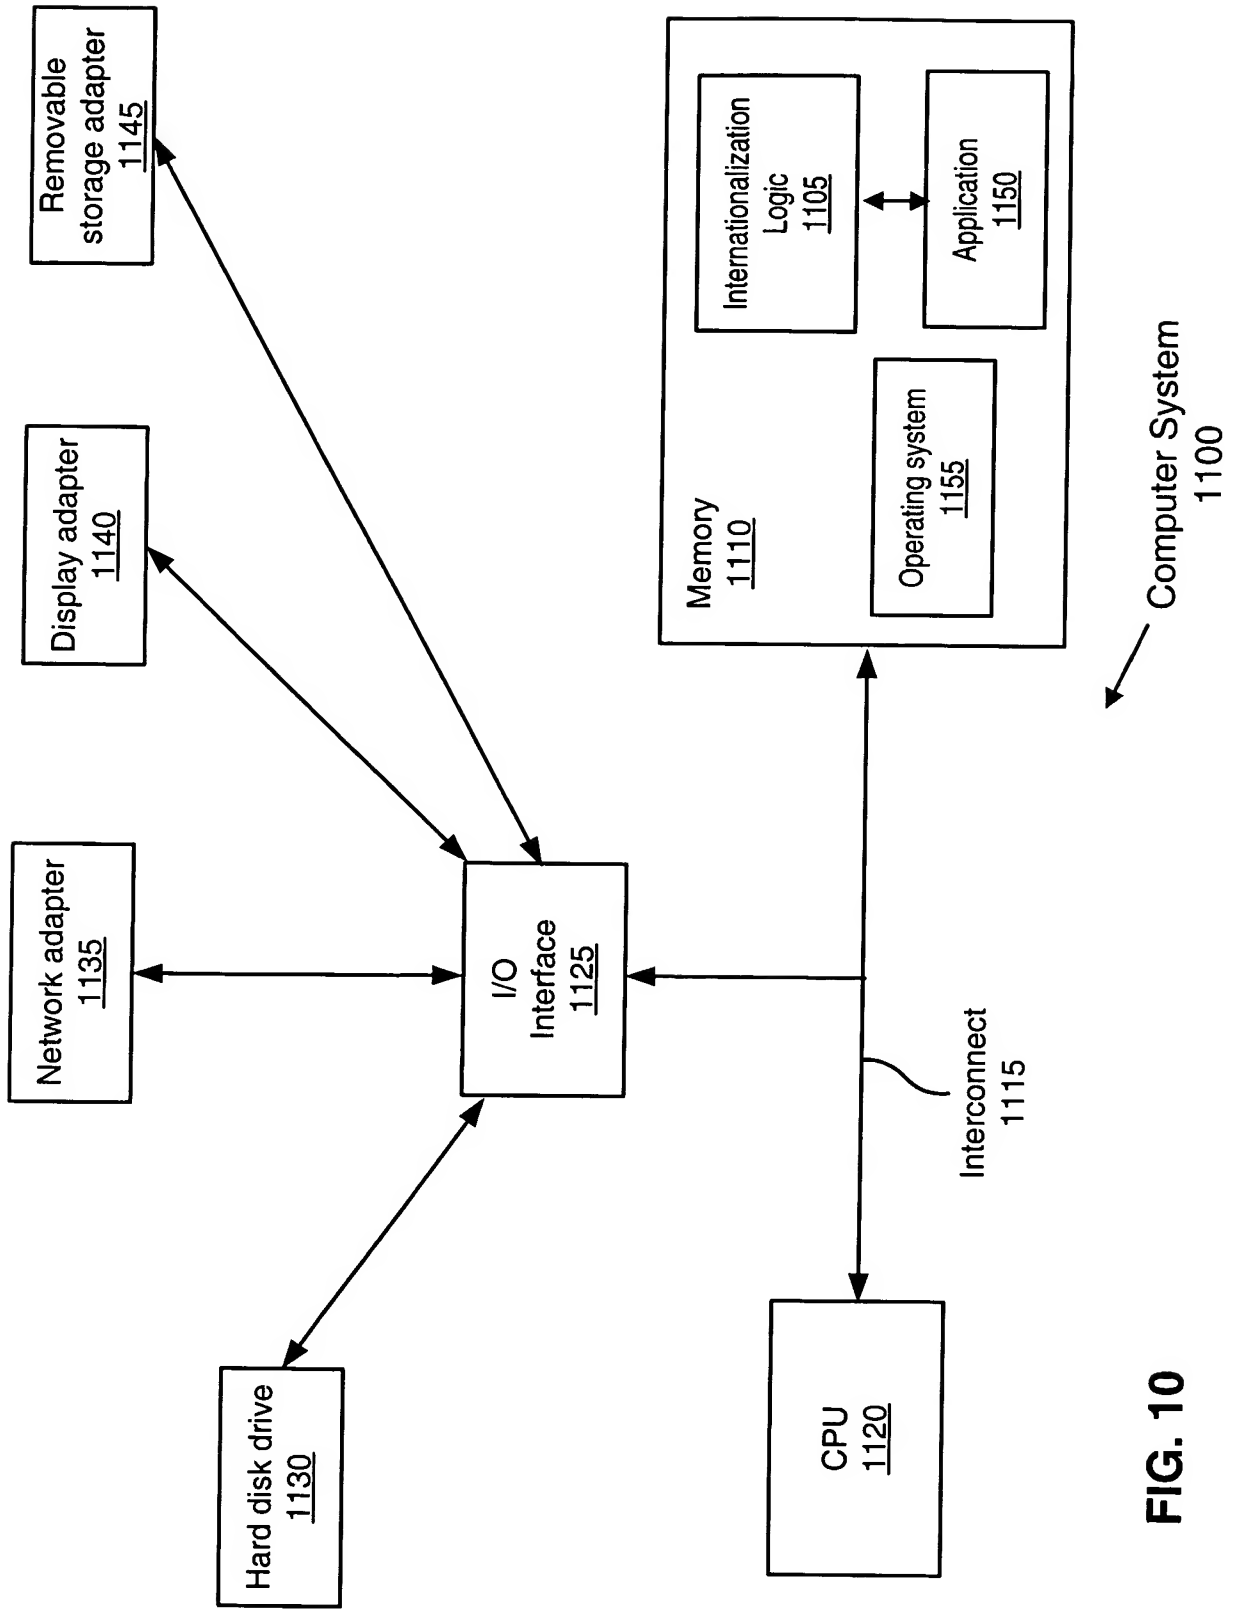 Hard disk drive
1130
Network adapter
1135
Display adapter
1140
Removable
storage adapter
1145
I/O
Interface
1125
CPU
1120
Interconnect
1115
Memory
1110
Operating system
1155
Internationalization
Logic
1105
Application
1150
Computer System
1100
FIG. 10